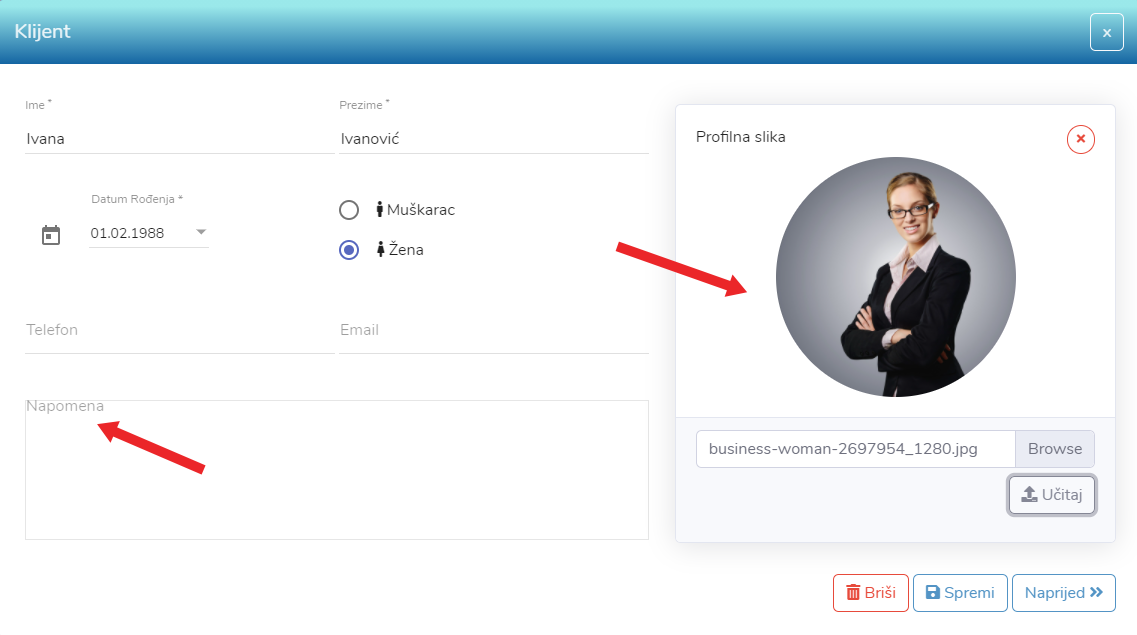 Klijent
x
Ime *
Prezime *
Ivana
Ivanović
Datum Rođenja *
01.02.1988
Muškarac
Žena
Telefon
Email
Napomena
Profilna slika
business-woman-2697954_1280.jpg
Browse
Učitaj
Briši
Spremi
Naprijed